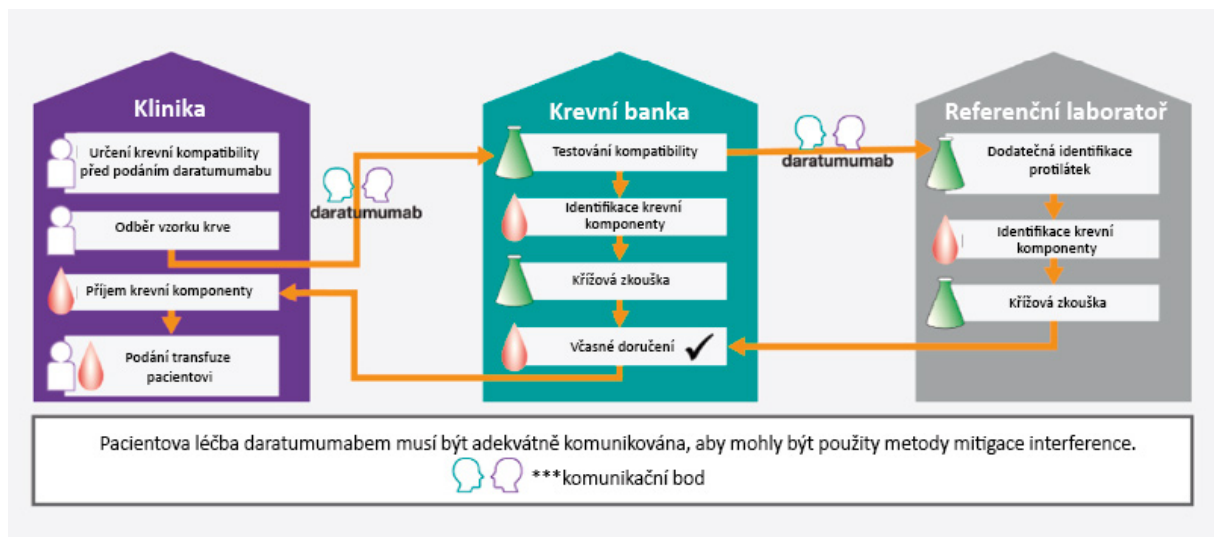 Klinika
Určení krevní kompatibility
před podáním daratumumabu
Odběr vzorku krve
Příjem krevní komponenty
Podání transfuze
pacientovi
daratumumab
Krevní banka
Testování kompatibility
Identifikace krevní
komponenty
Křížová zkouška
Včasné doručení
daratumumab
Referenční laboratoř
Dodatečná identifikace
protilátek
Identifikace krevní
komponenty
Křížová zkouška
Pacientova léčba daratumumabem musí být adekvátně komunikována, aby mohly být použity metody mitigace interference.
***komunikační bod